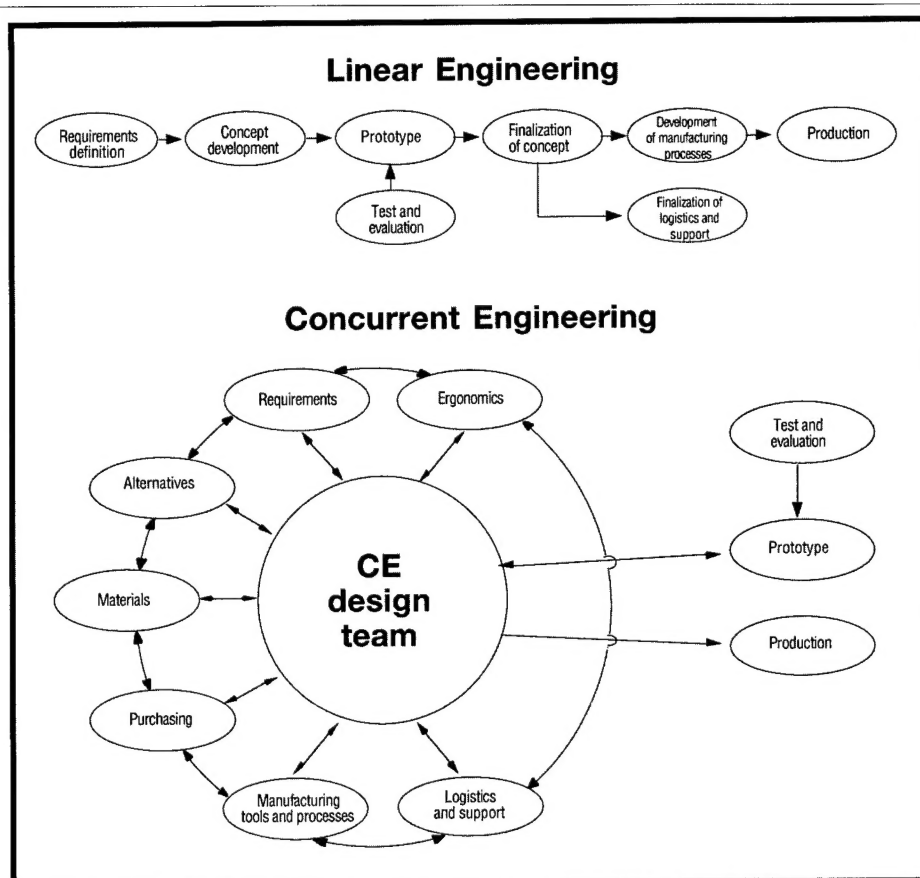 Linear Engineering
Requirements
definition
Concept
development
Prototype
Finalization
of concept
Development
of manufacturing
processes
Production
Test and
evaluation
Finalization of
logistics and
support
Concurrent Engineering
Requirements
Ergonomics
Test and
evaluation
Alternatives
Prototype
CE
design
team
Materials
Production
Purchasing
Manufacturing
tools and processes
Logistics
and support